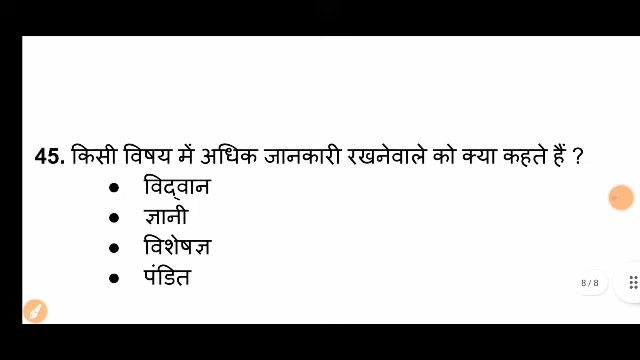 45. किसी विषय में अधिक जानकारी रखनेवाले को क्या कहते हैं ?
● विद्‌वान
● ज्ञानी
● विशेषज्ञ
● पंडित
8 / 8